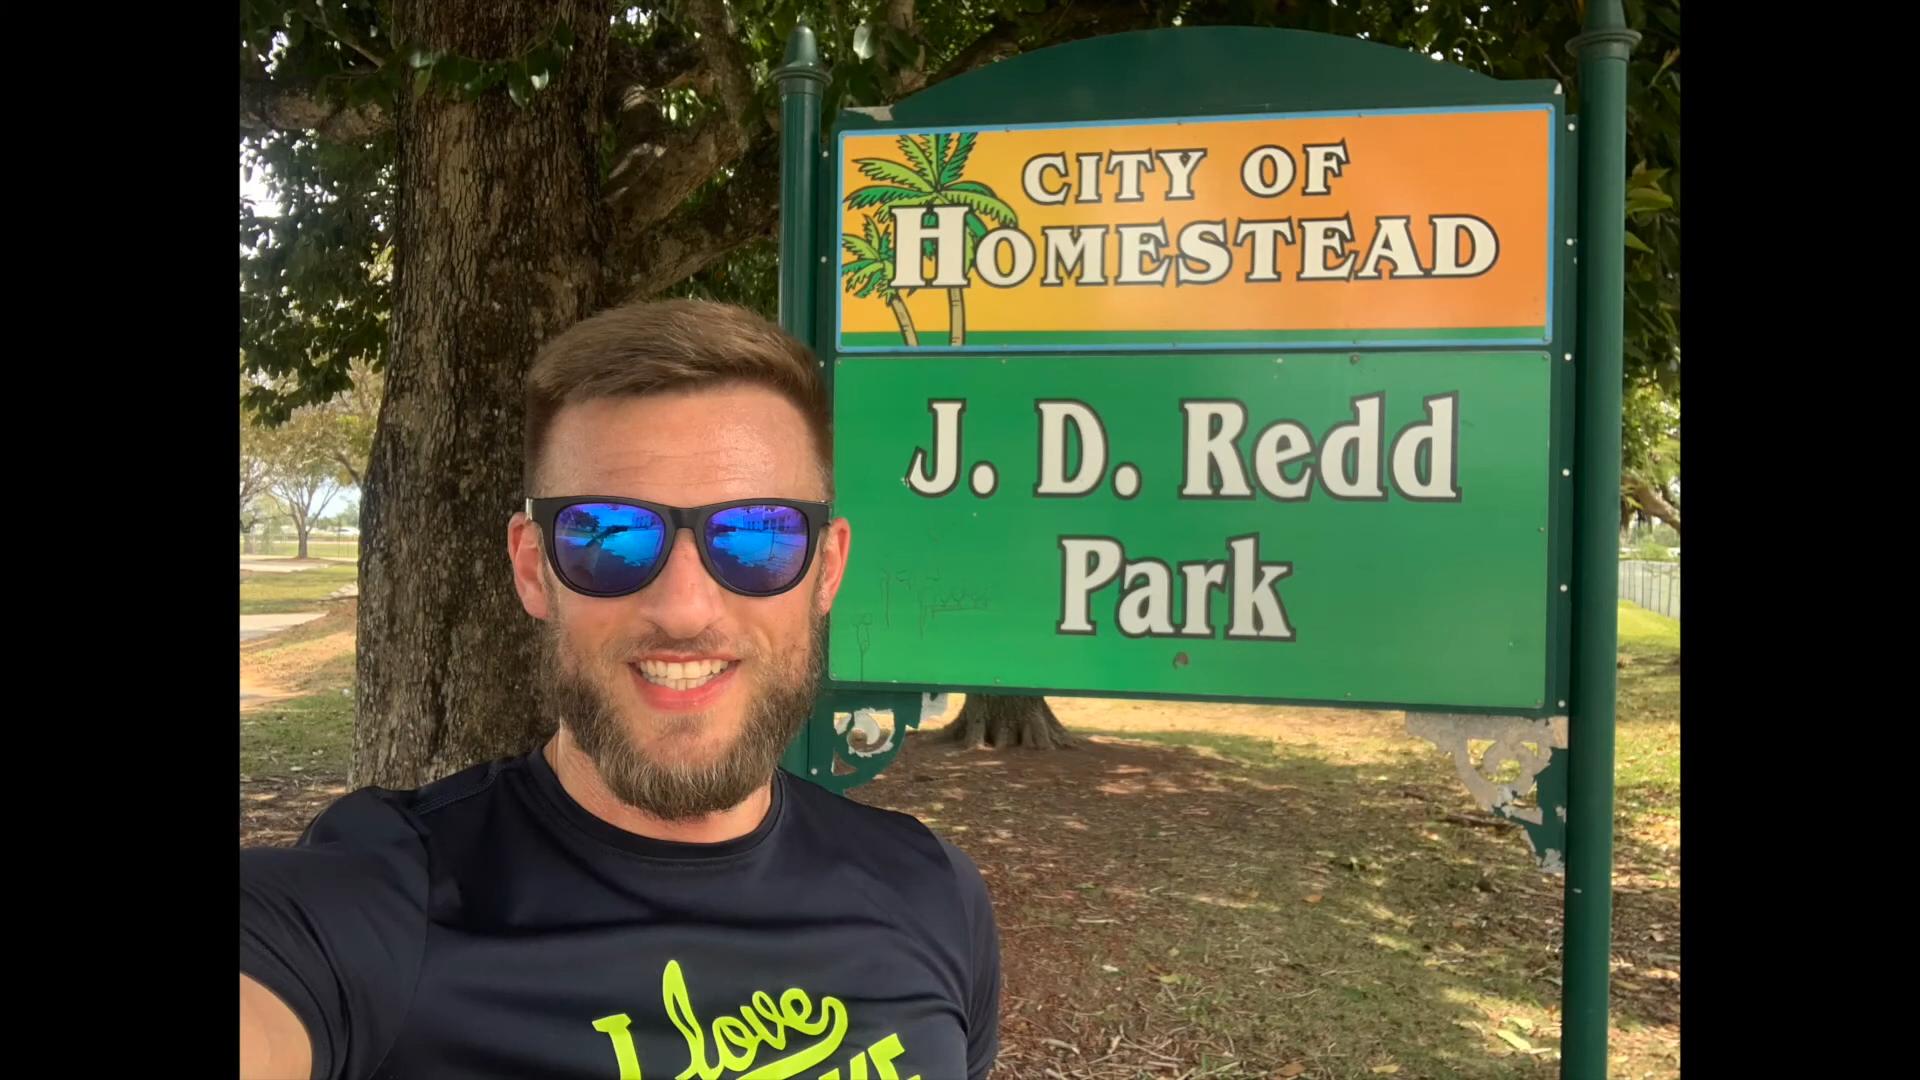 CITY OF
HOMESTEAD
J. D. Redd
Park
I love